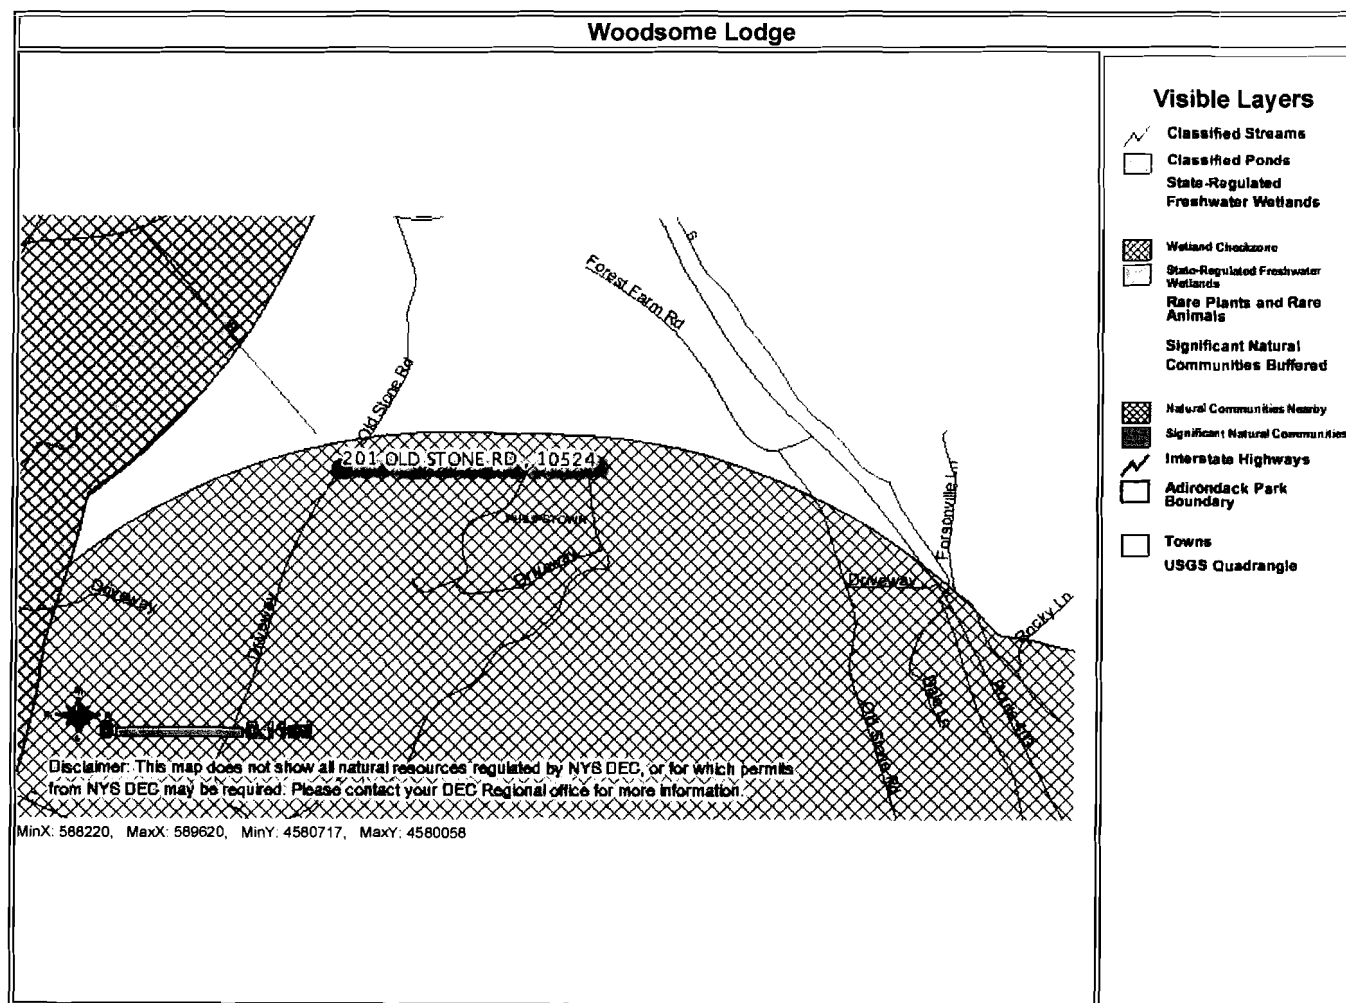 Woodsome Lodge
Visible Layers
Classified Streams
Classified Ponds
State-Regulated
Freshwater Wetlands
Wetland Checkzone
State-Regulated Freshwater
Wetlands
Rare Plants and Rare
Animals
Significant Natural
Communities Buffered
Natural Communities Nearby
Significant Natural Communities
Interstate Highways
Adirondack Park
Boundary
Towns
USGS Quadrangle
Forest Farm Rd
Old Stone Rd
201 OLD STONE RD., 10524
PHILIPSTOWN
Forsonville Ln
Driveway
Driveway
Driveway
Driveway
Rocky Ln
Old Stone Rd
Disclaimer: This map does not show all natural resources regulated by NYS DEC, or for which permits
from NYS DEC may be required. Please contact your DEC Regional office for more information.
MinX: 588220, MaxX: 589620, MinY: 4580717, MaxY: 4580058